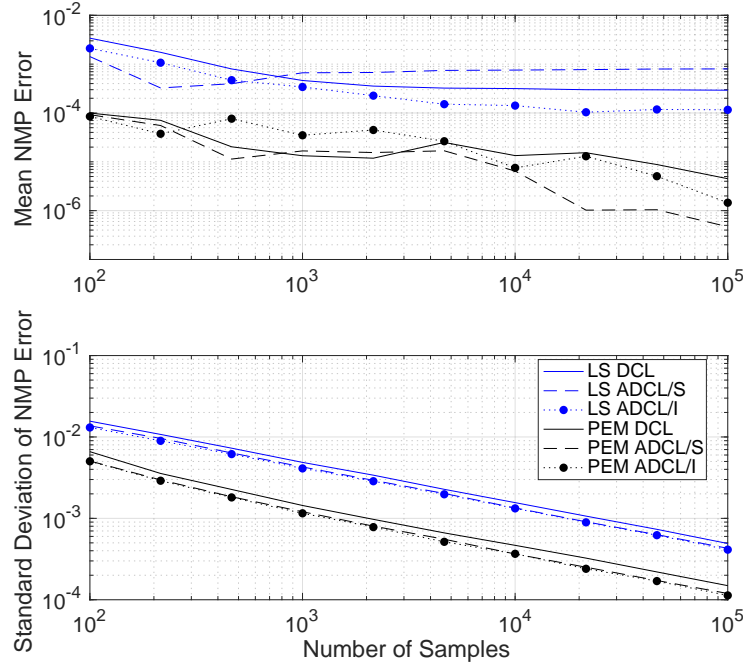 10^-2
10^-4
10^-6
Mean NMP Error
10^2
10^3
10^4
10^5
10^-1
10^-2
10^-3
10^-4
Standard Deviation of NMP Error
LS DCL
LS ADCL/S
LS ADCL/I
PEM DCL
PEM ADCL/S
PEM ADCL/I
10^2
10^3
10^4
10^5
Number of Samples